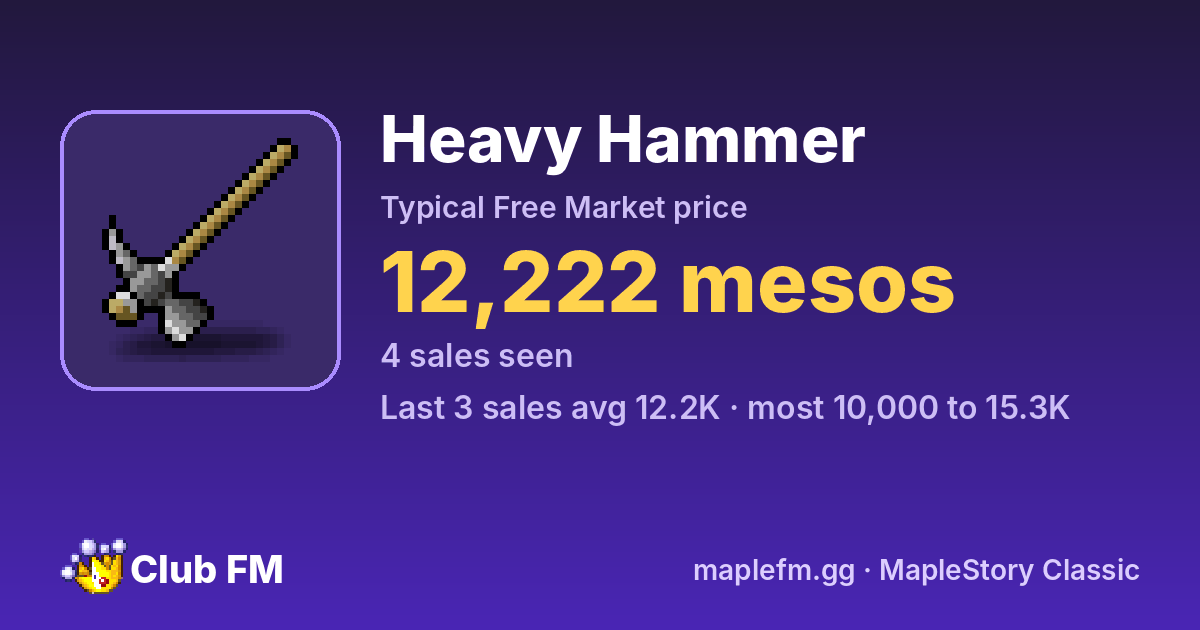 Heavy Hammer
Typical Free Market price
12,222 mesos
4 sales seen
Last 3 sales avg 12.2K · most 10,000 to 15.3K
Club FM
maplefm.gg · MapleStory Classic